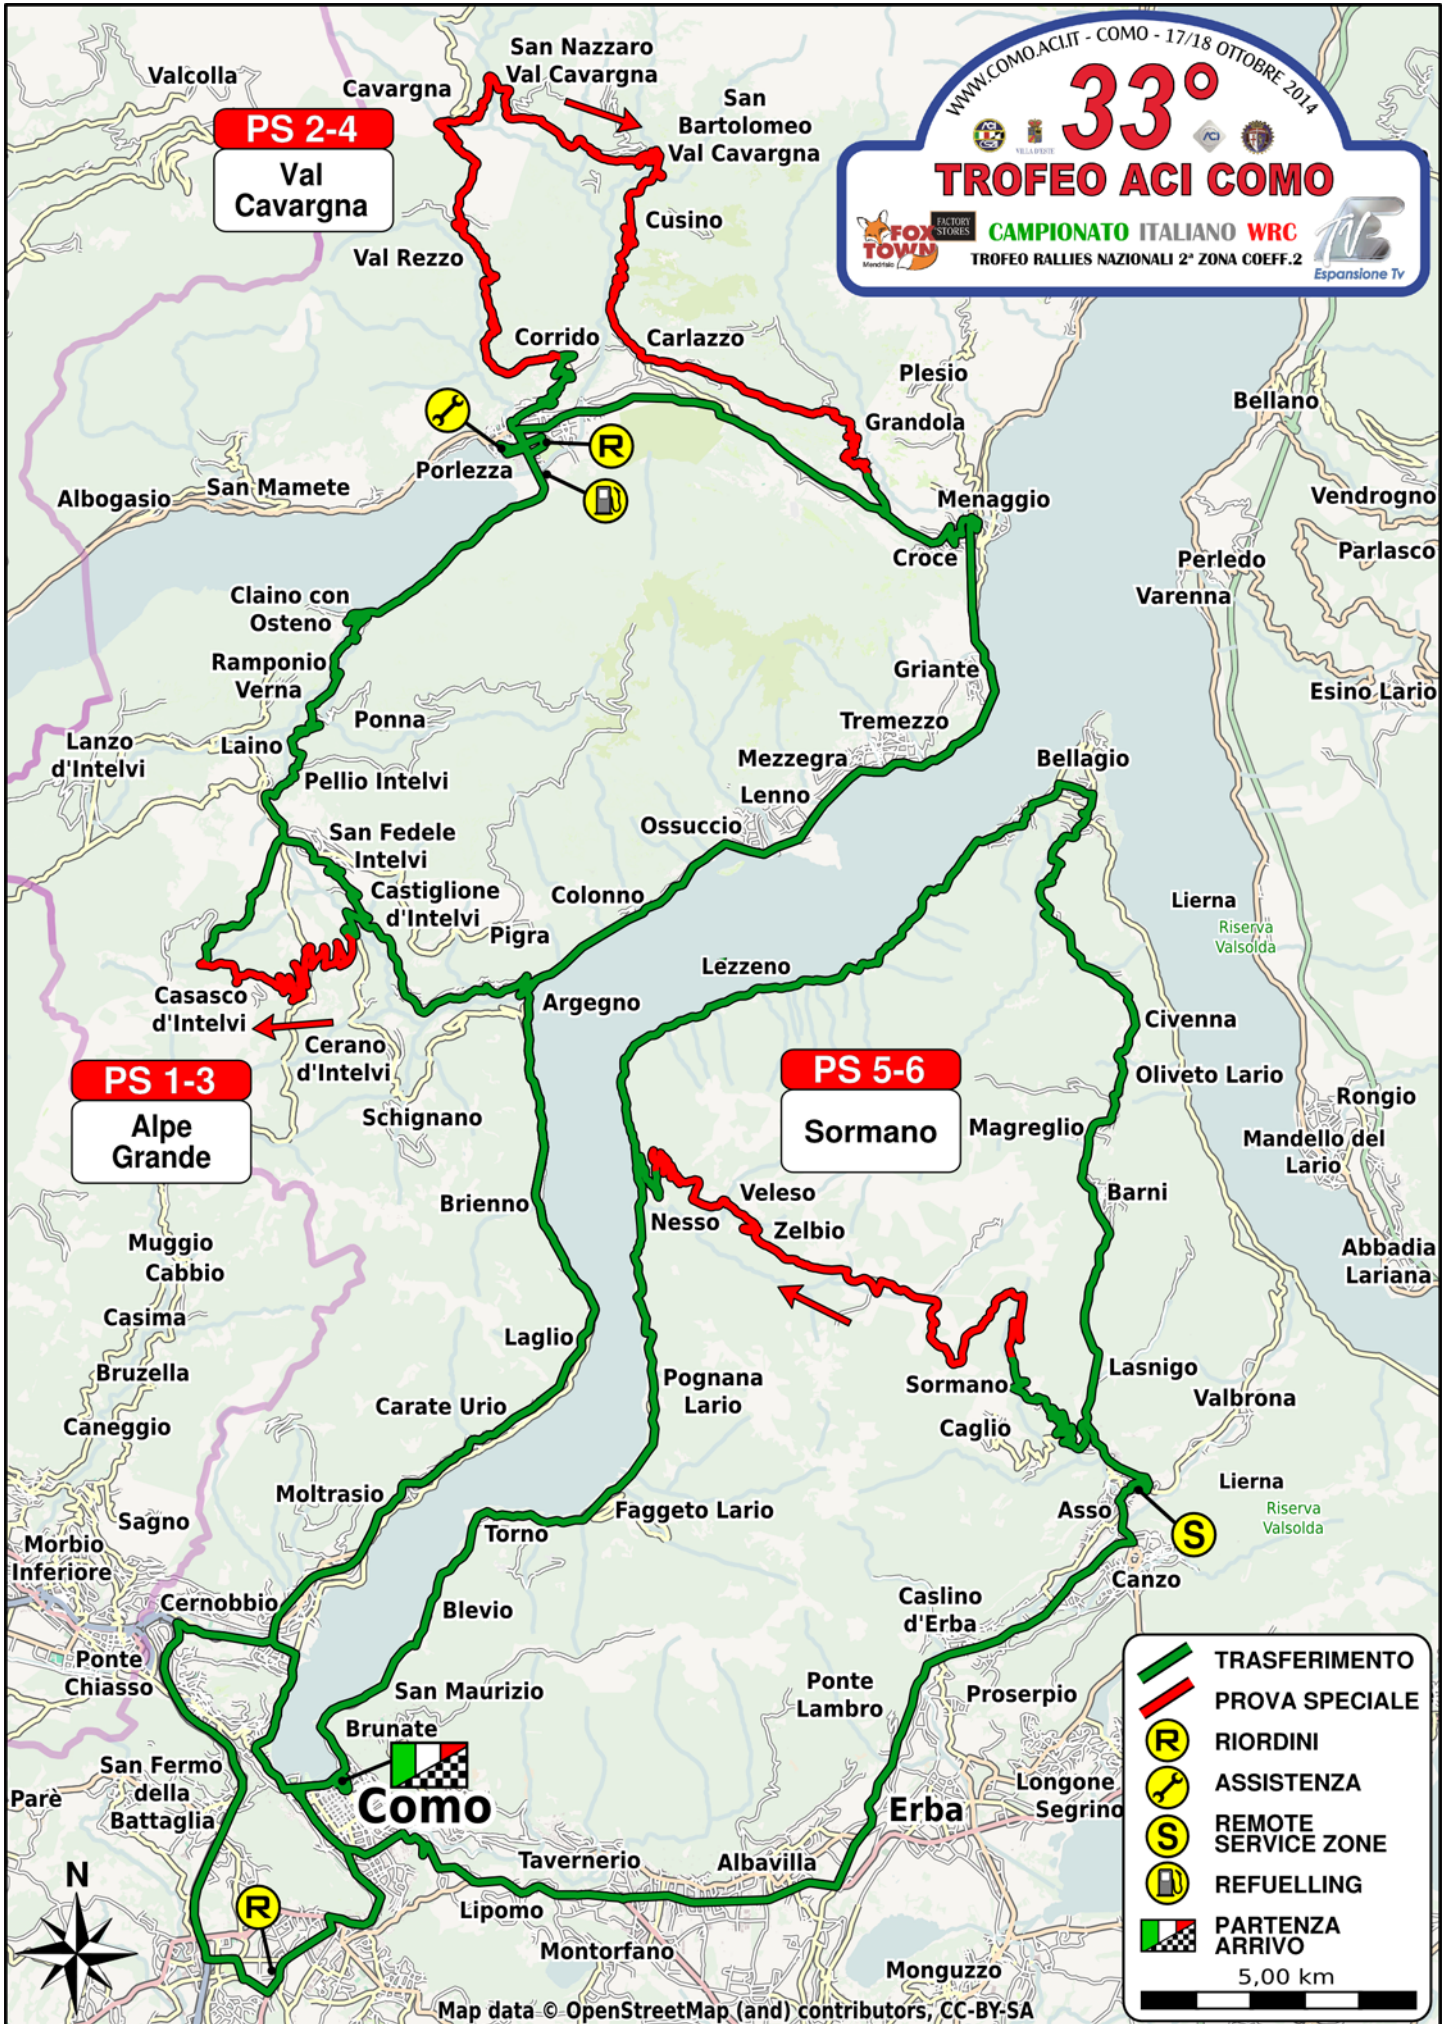 WWW.COMO.ACI.IT - COMO - 17/18 OTTOBRE 2014
33°
ACI
CSAI
VILLA D'ESTE
ACI
TROFEO ACI COMO
FOX
TOWN
Mendrisio
FACTORY
STORES
CAMPIONATO ITALIANO WRC
TROFEO RALLIES NAZIONALI 2ª ZONA COEFF.2
Espansione Tv
Valcolla
Cavargna
San Nazzaro
Val Cavargna
San
Bartolomeo
Val Cavargna
PS 2-4
Val
Cavargna
Cusino
Val Rezzo
Corrido
Carlazzo
Plesio
Grandola
Bellano
R
Porlezza
Albogasio
San Mamete
Menaggio
Vendrogno
Croce
Perledo
Parlasco
Varenna
Claino con
Osteno
Ramponio
Verna
Griante
Esino Lario
Ponna
Tremezzo
Lanzo
d'Intelvi
Laino
Mezzegra
Bellagio
Pellio Intelvi
Lenno
San Fedele
Intelvi
Ossuccio
Castiglione
d'Intelvi
Colonno
Lierna
Riserva
Valsolda
Pigra
Lezzeno
Casasco
d'Intelvi
Argegno
Civenna
Cerano
d'Intelvi
PS 1-3
Alpe
Grande
PS 5-6
Sormano
Oliveto Lario
Rongio
Schignano
Magreglio
Mandello del
Lario
Brienno
Veleso
Barni
Nesso
Zelbio
Muggio
Cabbio
Abbadia
Lariana
Casima
Laglio
Bruzella
Pognana
Lario
Sormano
Lasnigo
Valbrona
Carate Urio
Caneggio
Caglio
Moltrasio
Lierna
Riserva
Valsolda
Sagno
Faggeto Lario
Asso
Torno
S
Morbio
Inferiore
Canzo
Cernobbio
Blevio
Caslino
d'Erba
Ponte
Chiasso
San Maurizio
Ponte
Lambro
Proserpio
Brunate
San Fermo
della
Battaglia
Parè
Como
Erba
Longone
Segrino
Tavernerio
Albavilla
N
R
Lipomo
Montorfano
Monguzzo
TRASFERIMENTO
PROVA SPECIALE
R
RIORDINI
ASSISTENZA
S
REMOTE
SERVICE ZONE
REFUELLING
PARTENZA
ARRIVO
5,00 km
Map data © OpenStreetMap (and) contributors, CC-BY-SA